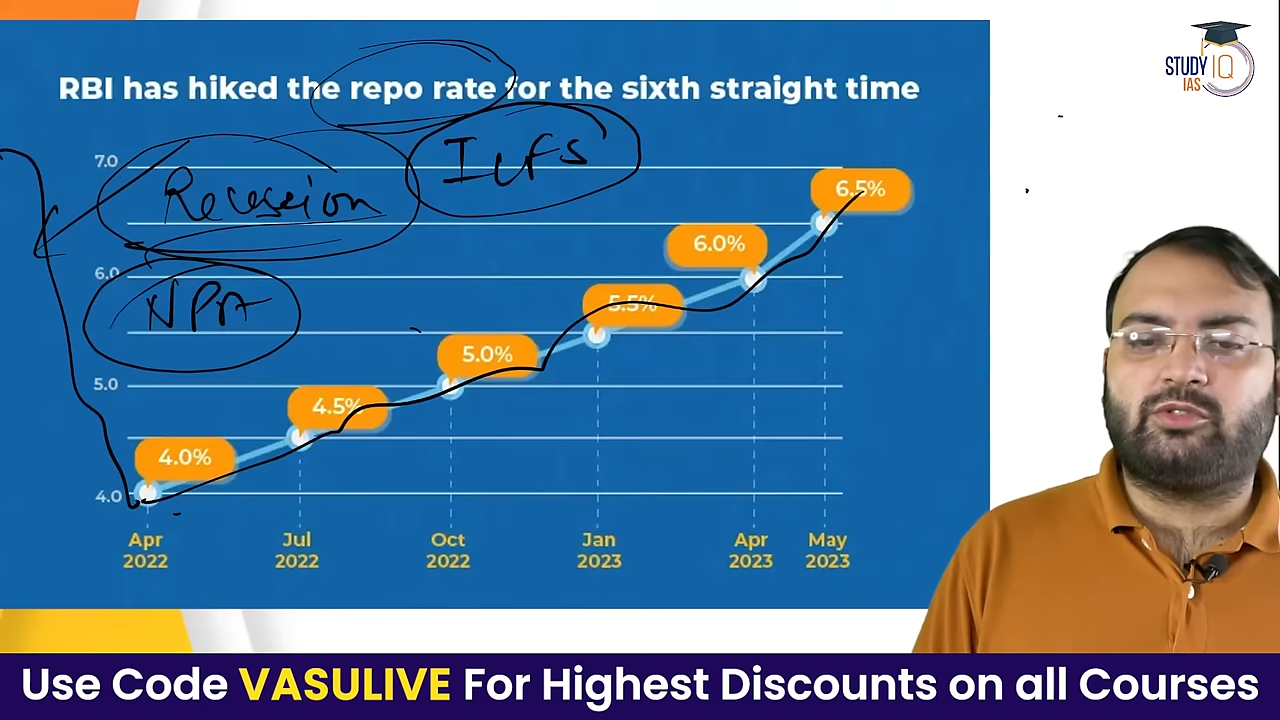 STUDY IQ
IAS
RBI has hiked the repo rate for the sixth straight time
ILFS
Recession
NPA
7.0
6.5%
6.0%
6.0
5.5%
5.0%
5.0
4.5%
4.0%
4.0
Apr 2022
Jul 2022
Oct 2022
Jan 2023
Apr 2023
May 2023
Use Code VASULIVE For Highest Discounts on all Courses